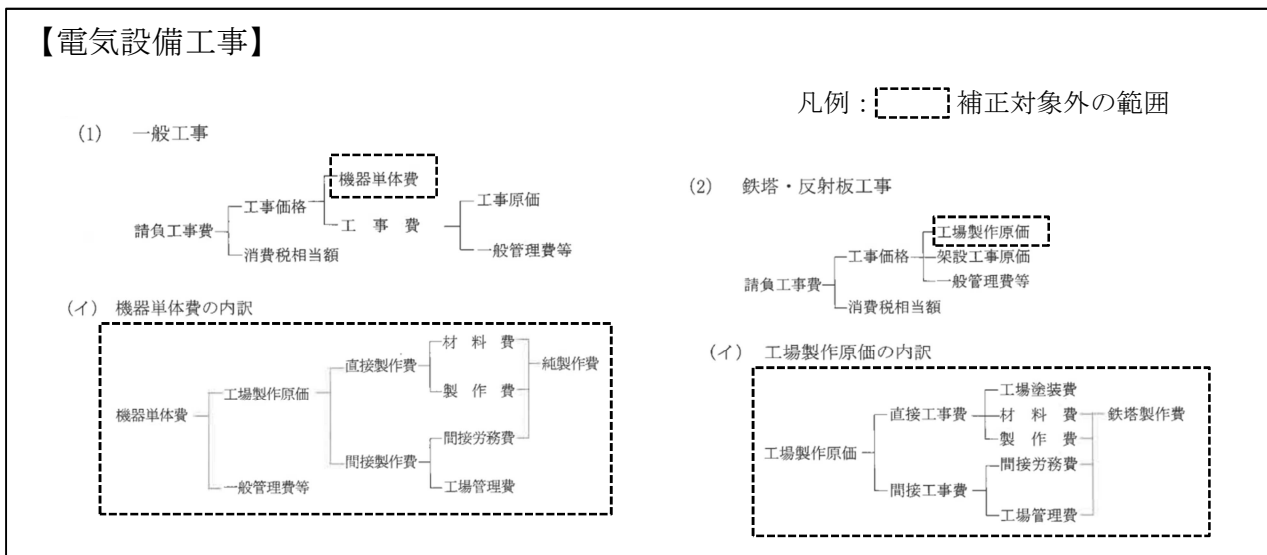 【電気設備工事】
凡例:補正対象外の範囲
(1) 一般工事
機器単体費
工事価格
工事原価
請負工事費
工 事 費
消費税相当額
一般管理費等
(イ) 機器単体費の内訳
材 料 費
直接製作費
純製作費
工場製作原価
製 作 費
機器単体費
間接労務費
間接製作費
一般管理費等
工場管理費
(2) 鉄塔・反射板工事
工場製作原価
工事価格
架設工事原価
請負工事費
一般管理費等
消費税相当額
(イ) 工場製作原価の内訳
工場塗装費
直接工事費
材 料 費
鉄塔製作費
製 作 費
工場製作原価
間接労務費
間接工事費
工場管理費